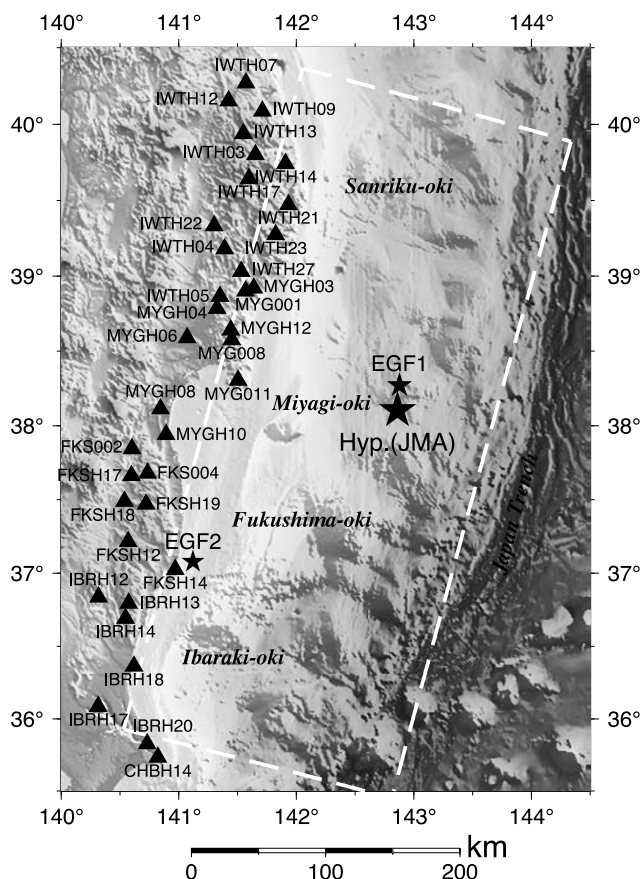 140°
141°
142°
143°
144°
IWTH07
IWTH12
IWTH09
40°
40°
IWTH13
IWTH03
IWTH14
IWTH17
Sanriku-oki
IWTH21
IWTH22
IWTH04
IWTH23
39°
39°
IWTH27
MYGH03
IWTH05
MYG001
MYGH04
MYGH12
MYGH06
MYG008
EGF1
MYGH08
MYG011
Miyagi-oki
38°
38°
MYGH10
Hyp.(JMA)
FKS002
FKSH17
FKS004
FKSH18
FKSH19
Fukushima-oki
Japan Trench
EGF2
FKSH12
37°
37°
FKSH14
IBRH12
IBRH13
IBRH14
Ibaraki-oki
IBRH18
IBRH17
IBRH20
36°
36°
CHBH14
140°
141°
142°
143°
144°
km
0
100
200